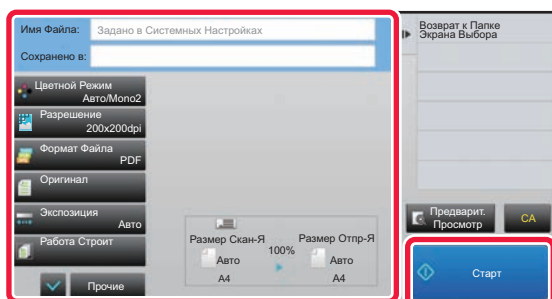 Имя Файла:
Задано в Системных Настройках
Сохранено в:
Цветной Режим
Авто/Mono2
Разрешение
200x200dpi
Формат Файла
PDF
Оригинал
Экспозиция
Авто
Работа Строит
Прочие
Размер Скан-Я
100%
Размер Отпр-Я
Авто
Авто
A4
A4
Возврат к Папке
Экрана Выбора
Предварит.
Просмотр
CA
Старт